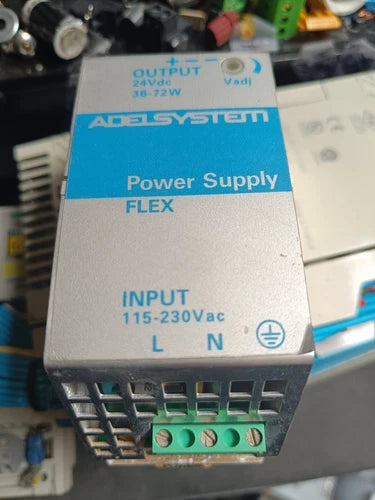 + − −
OUTPUT
24Vdc
36-72W
Vadj
ADELSYSTEM
Power Supply
FLEX
INPUT
115-230Vac
L N